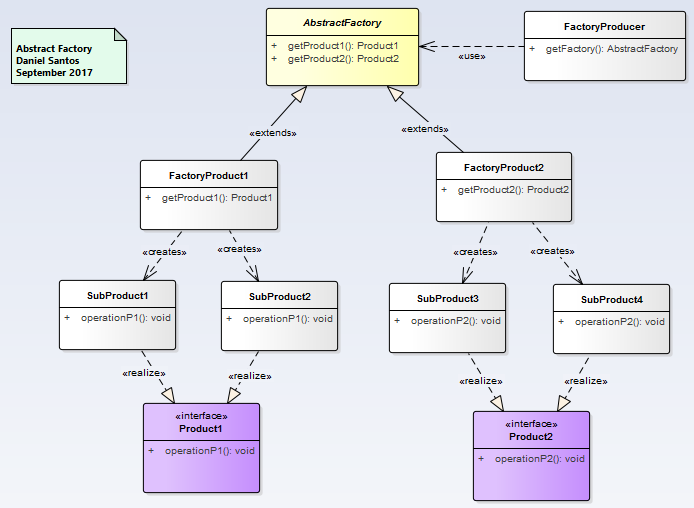 Abstract Factory
Daniel Santos
September 2017
AbstractFactory
+ getProduct1(): Product1
+ getProduct2(): Product2
FactoryProducer
+ getFactory(): AbstractFactory
«use»
«extends»
«extends»
FactoryProduct1
+ getProduct1(): Product1
FactoryProduct2
+ getProduct2(): Product2
«creates»
«creates»
«creates»
«creates»
SubProduct1
+ operationP1(): void
SubProduct2
+ operationP1(): void
SubProduct3
+ operationP2(): void
SubProduct4
+ operationP2(): void
«realize»
«realize»
«realize»
«realize»
«interface»
Product1
+ operationP1(): void
«interface»
Product2
+ operationP2(): void